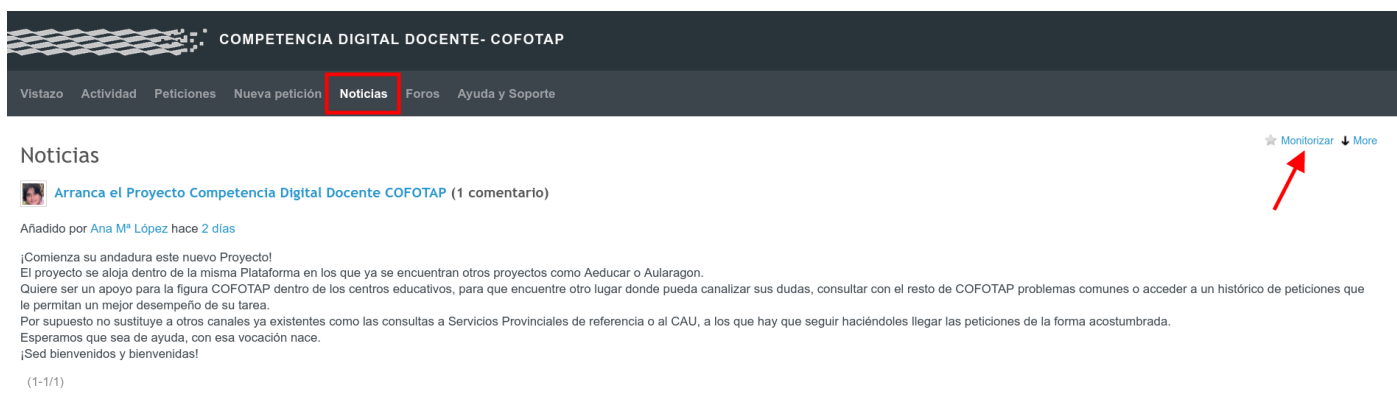 COMPETENCIA DIGITAL DOCENTE- COFOTAP
Vistazo Actividad Peticiones Nueva petición Noticias Foros Ayuda y Soporte
Monitorizar More
Noticias
Arranca el Proyecto Competencia Digital Docente COFOTAP (1 comentario)
Añadido por Ana Mª López hace 2 días
¡Comienza su andadura este nuevo Proyecto!
El proyecto se aloja dentro de la misma Plataforma en los que ya se encuentran otros proyectos como Aeducar o Aularagon.
Quiere ser un apoyo para la figura COFOTAP dentro de los centros educativos, para que encuentre otro lugar donde pueda canalizar sus dudas, consultar con el resto de COFOTAP problemas comunes o acceder a un histórico de peticiones que
le permitan un mejor desempeño de su tarea.
Por supuesto no sustituye a otros canales ya existentes como las consultas a Servicios Provinciales de referencia o al CAU, a los que hay que seguir haciéndoles llegar las peticiones de la forma acostumbrada.
Esperamos que sea de ayuda, con esa vocación nace.
¡Sed bienvenidos y bienvenidas!
(1-1/1)